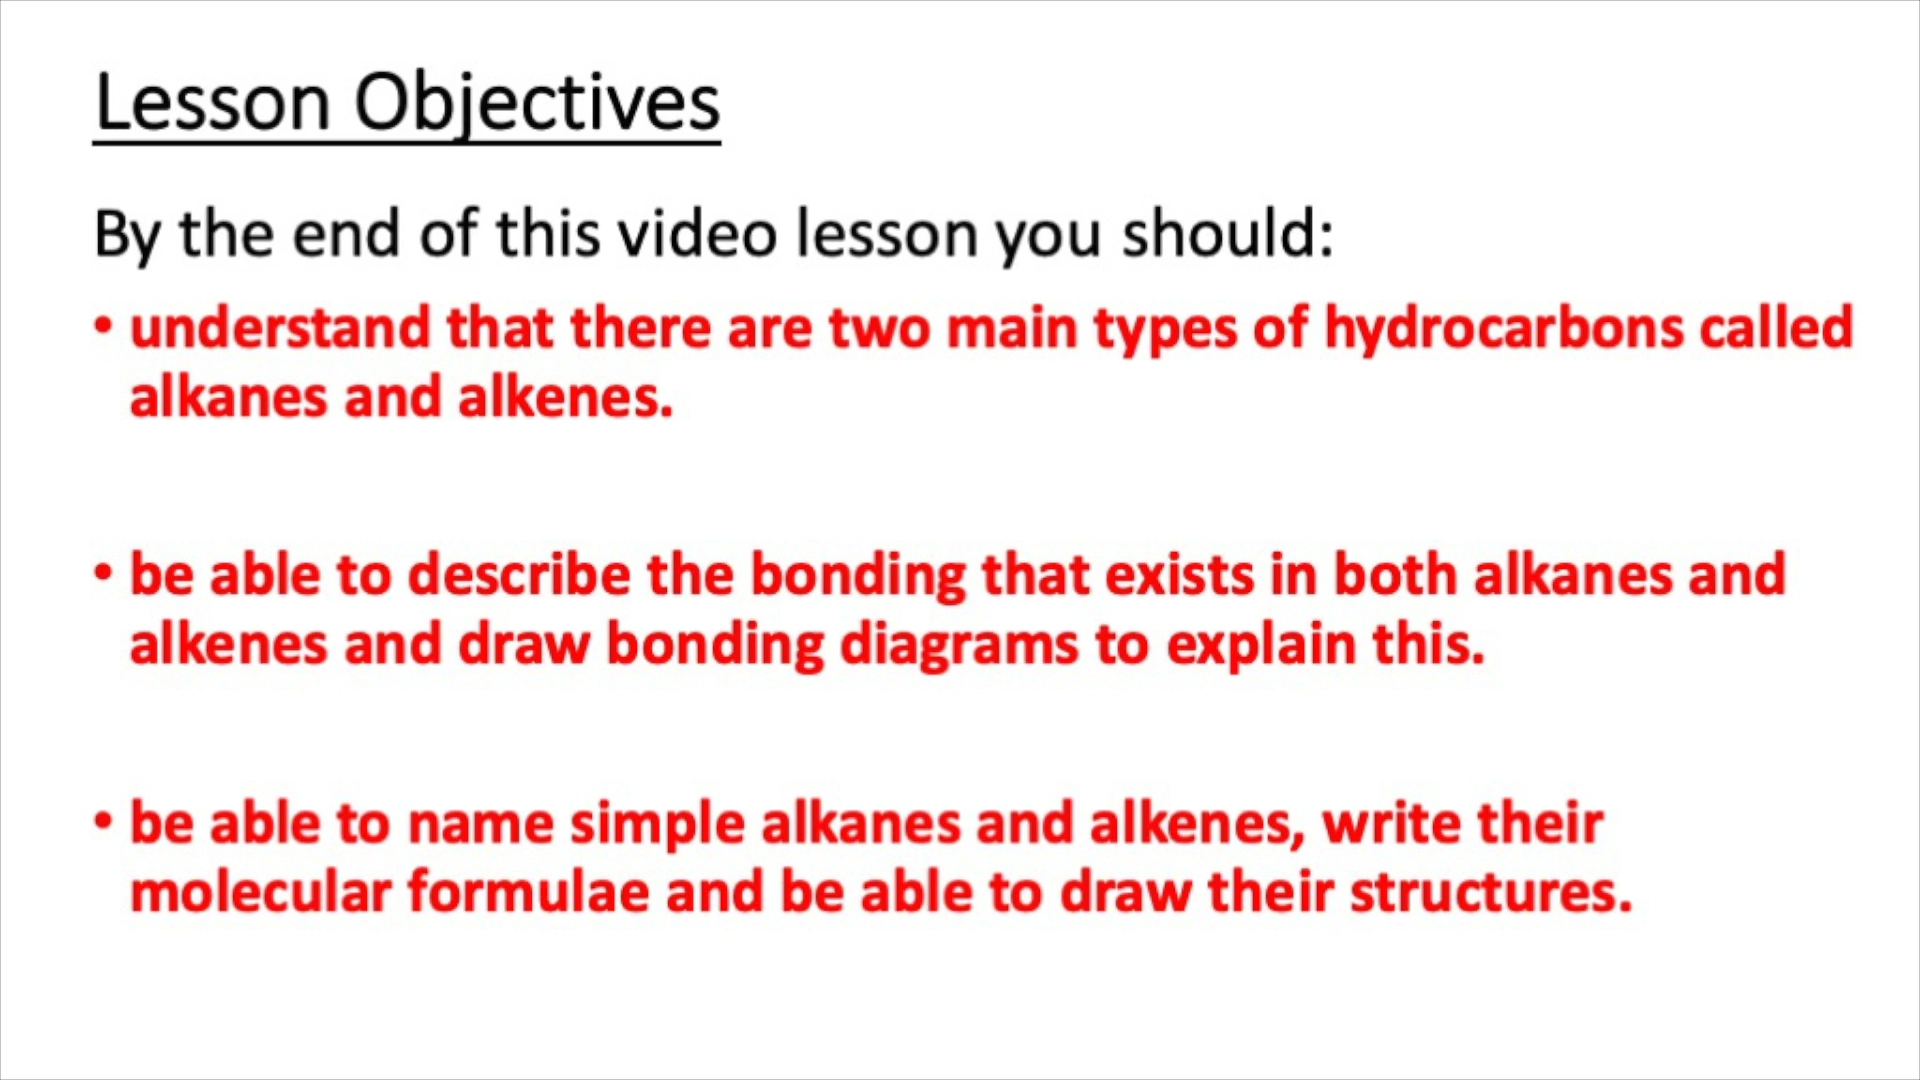 Lesson Objectives
By the end of this video lesson you should:
• understand that there are two main types of hydrocarbons called
alkanes and alkenes.
• be able to describe the bonding that exists in both alkanes and
alkenes and draw bonding diagrams to explain this.
• be able to name simple alkanes and alkenes, write their
molecular formulae and be able to draw their structures.